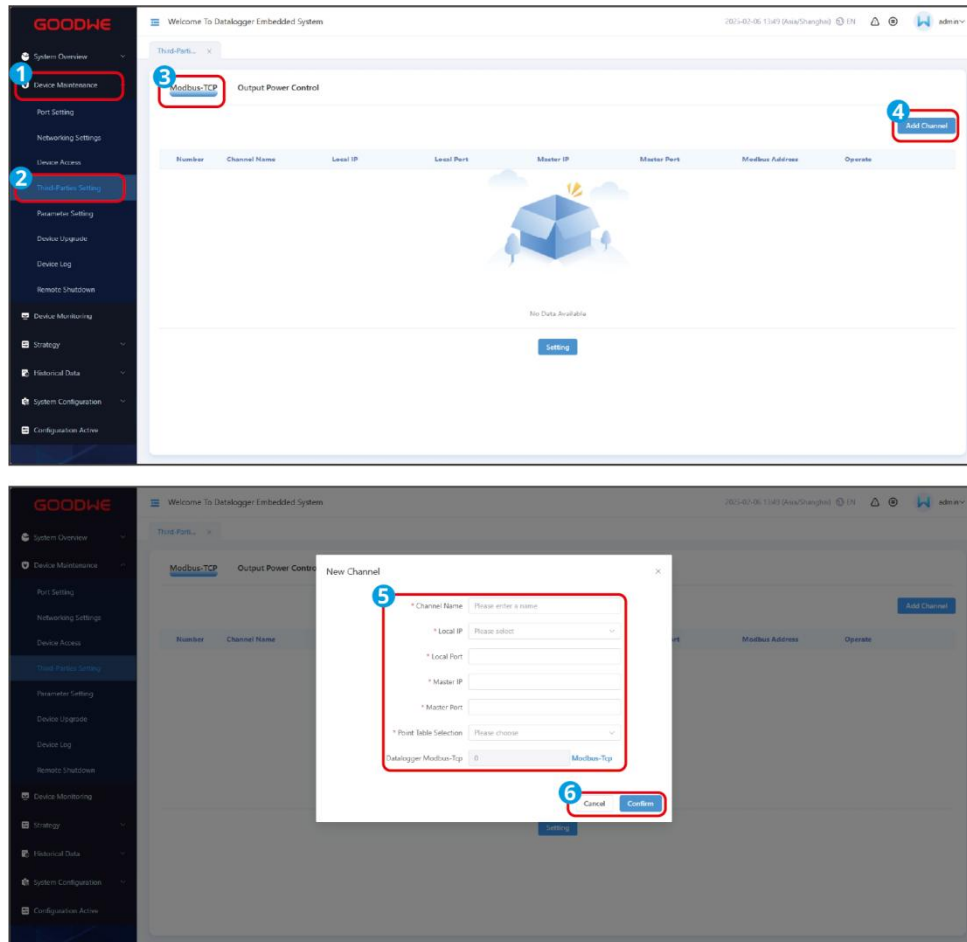 GOODWE
Welcome To Datalogger Embedded System
2025-02-06 13:49 (Asia/Shanghai) EN
admin
System Overview
Third-Parti...
1
Device Maintenance
3
Modbus-TCP Output Power Control
Port Setting
4
Add Channel
Networking Settings
Device Access
Number Channel Name Local IP Local Port Master IP Master Port Modbus Address Operate
2
Third-Parties Setting
Parameter Setting
Device Upgrade
Device Log
Remote Shutdown
Device Monitoring
No Data Available
Strategy
Setting
Historical Data
System Configuration
Configuration Active
GOODWE
Welcome To Datalogger Embedded System
2025-02-06 13:49 (Asia/Shanghai) EN
admin
System Overview
Third-Parti...
Device Maintenance
Modbus-TCP Output Power Contro
New Channel
Port Setting
5
* Channel Name Please enter a name
Add Channel
Networking Settings
* Local IP Please select
Device Access
Number Channel Name
ort Modbus Address Operate
* Local Port
Third-Parties Setting
* Master IP
Parameter Setting
* Master Port
Device Upgrade
* Point Table Selection Please choose
Device Log
Datalogger Modbus-Tcp 0 Modbus-Tcp
Remote Shutdown
Device Monitoring
6
Cancel Confirm
Strategy
Setting
Historical Data
System Configuration
Configuration Active